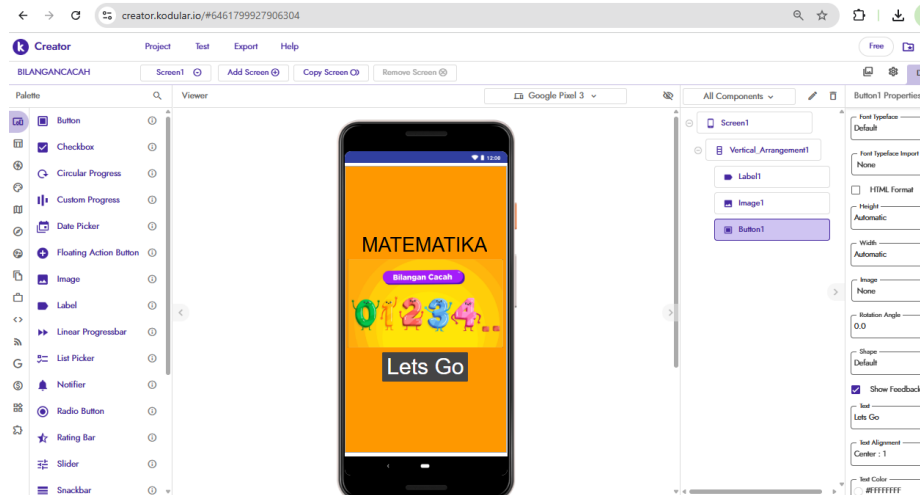 creator.kodular.io/#6461799927906304
Creator
Project
Test
Export
Help
Free
BILANGANCACAH
Screen1
Add Screen
Copy Screen
Remove Screen
Palette
Viewer
Google Pixel 3
All Components
Button1 Properties
Button
Checkbox
Circular Progress
Custom Progress
Date Picker
Floating Action Button
Image
Label
Linear Progressbar
List Picker
Notifier
Radio Button
Rating Bar
Slider
Snackbar
12:00
MATEMATIKA
Bilangan Cacah
01234...
Lets Go
Screen1
Vertical_Arrangement1
Label1
Image1
Button1
Font Typeface
Default
Font Typeface Import
None
HTML Format
Height
Automatic
Width
Automatic
Image
None
Rotation Angle
0.0
Shape
Default
Show Feedback
Text
Lets Go
Text Alignment
Center : 1
Text Color
#FFFFFFFF